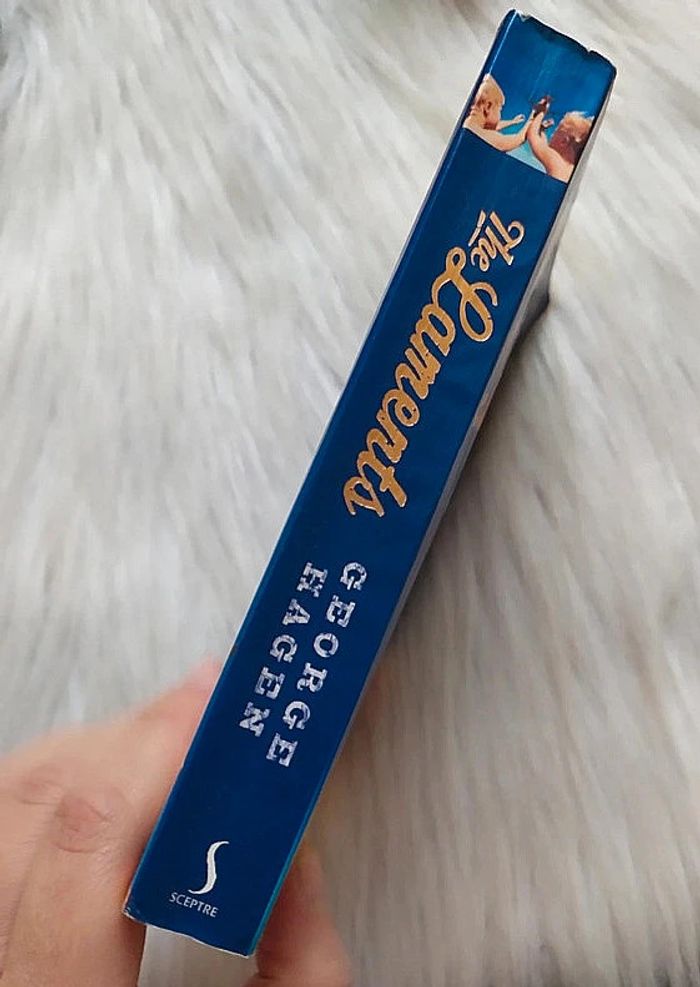 The
Laments
GEORGE
HAGEN
SCEPTRE